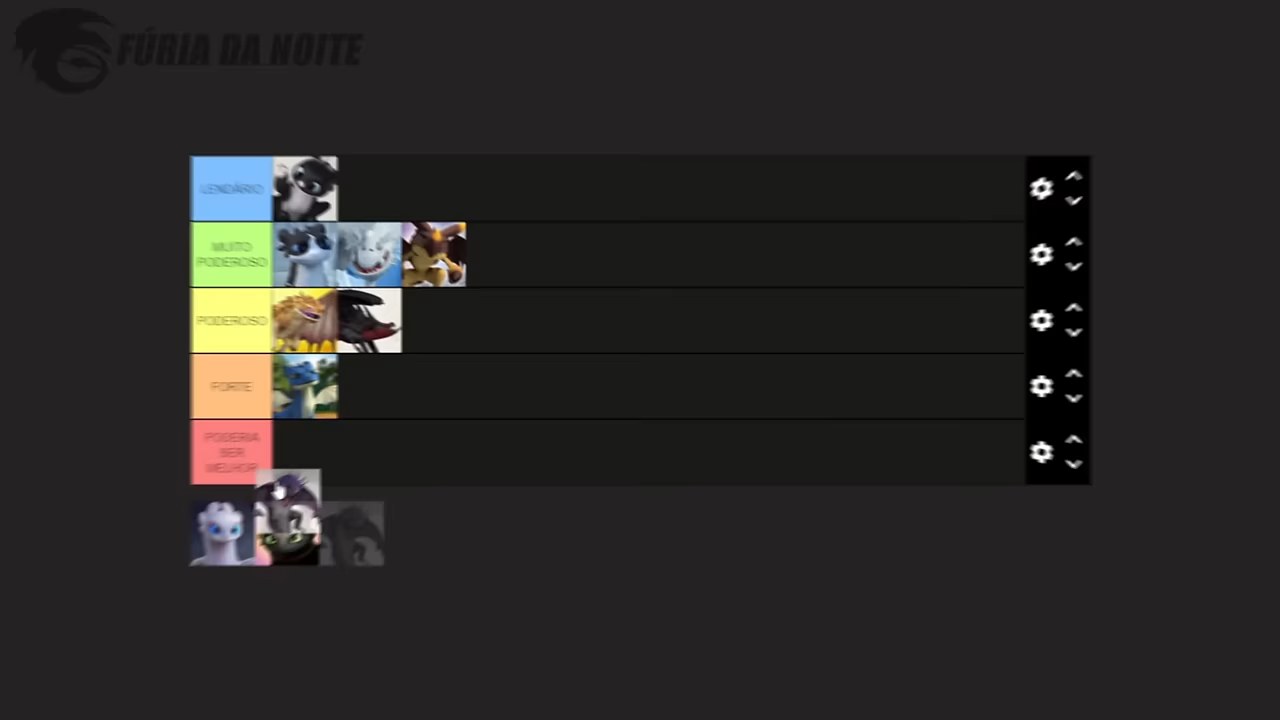 FÚRIA DA NOITE
LENDÁRIO
MUITO
PODEROSO
PODEROSO
FORTE
PODERIA
SER
MELHOR